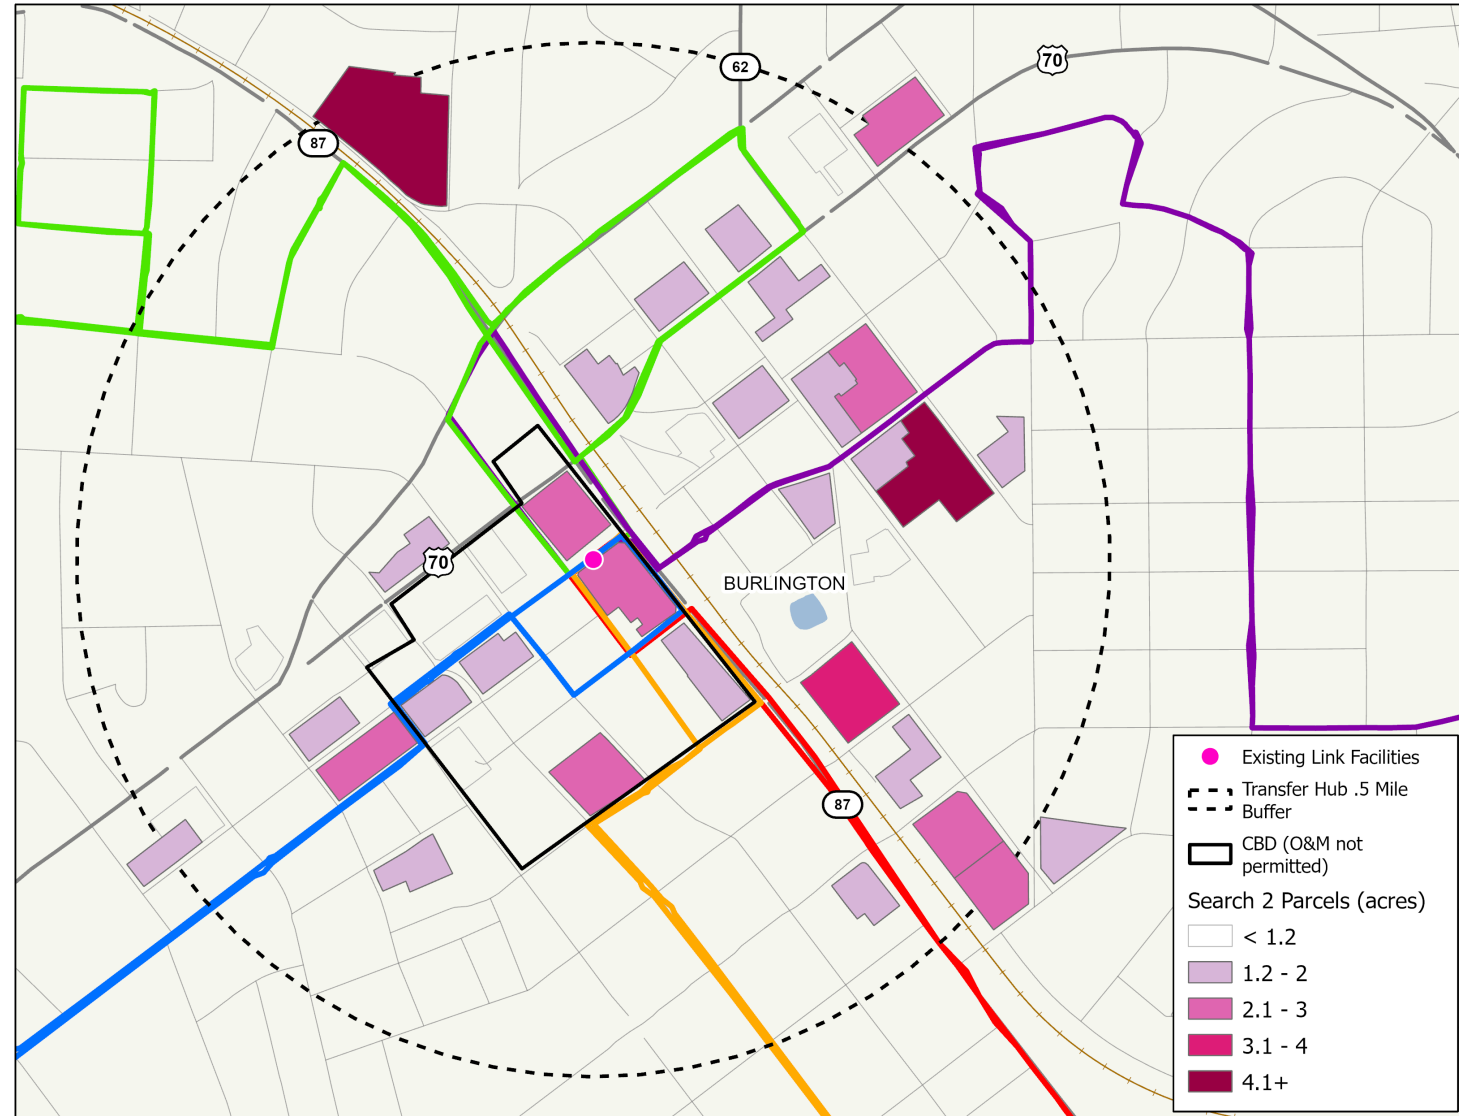 62
70
87
70
BURLINGTON
87
Existing Link Facilities
Transfer Hub .5 Mile
Buffer
CBD (O&M not
permitted)
Search 2 Parcels (acres)
< 1.2
1.2 - 2
2.1 - 3
3.1 - 4
4.1+